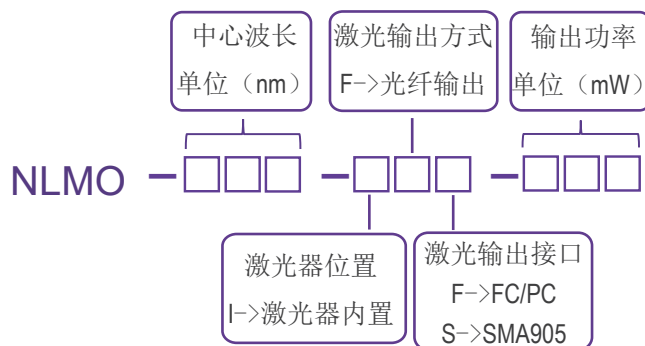 中心波长
单位（nm）
激光输出方式
F->光纤输出
输出功率
单位（mW）
NLMO -□□□-□□□-□□□
激光器位置
I->激光器内置
激光输出接口
F->FC/PC
S->SMA905